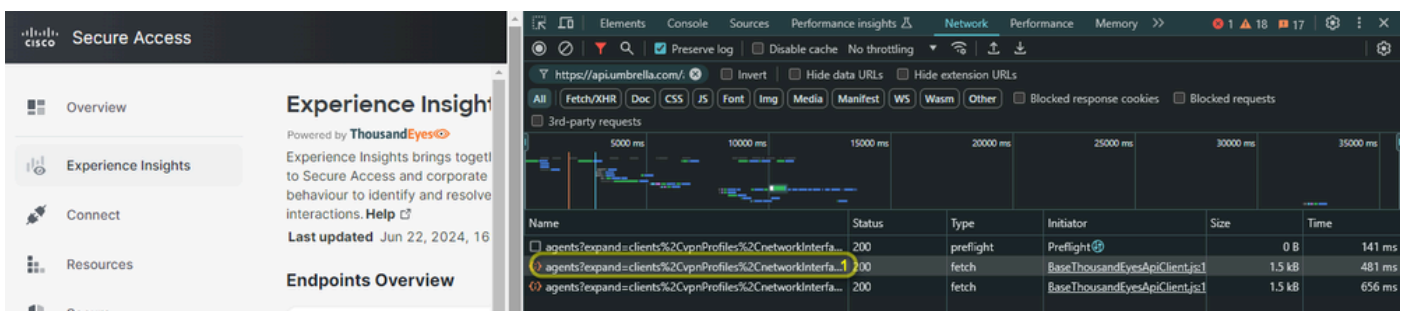 CISCO Secure Access
Overview
Experience Insights
Connect
Resources
Experience Insight
Powered by ThousandEyes
Experience Insights brings togetl
to Secure Access and corporate
behaviour to identify and resolve
interactions. Help
Last updated Jun 22, 2024, 16
Endpoints Overview
Elements Console Sources Performance insights Network Performance Memory 1 18 17
Preserve log Disable cache No throttling
https://api.umbrella.com/. Invert Hide data URLs Hide extension URLs
All Fetch/XHR Doc CSS JS Font Img Media Manifest WS Wasm Other Blocked response cookies Blocked requests
3rd-party requests
5000 ms 10000 ms 15000 ms 20000 ms 25000 ms 30000 ms 35000 ms
Name Status Type Initiator Size Time
agents?expand=clients%2CvpnProfiles%2CnetworkInterfa... 200 preflight Preflight 0 B 141 ms
agents?expand=clients%2CvpnProfiles%2CnetworkInterfa... 1 200 fetch BaseThousandEyesApiClient.js:1 1.5 kB 481 ms
agents?expand=clients%2CvpnProfiles%2CnetworkInterfa... 200 fetch BaseThousandEyesApiClient.js:1 1.5 kB 656 ms